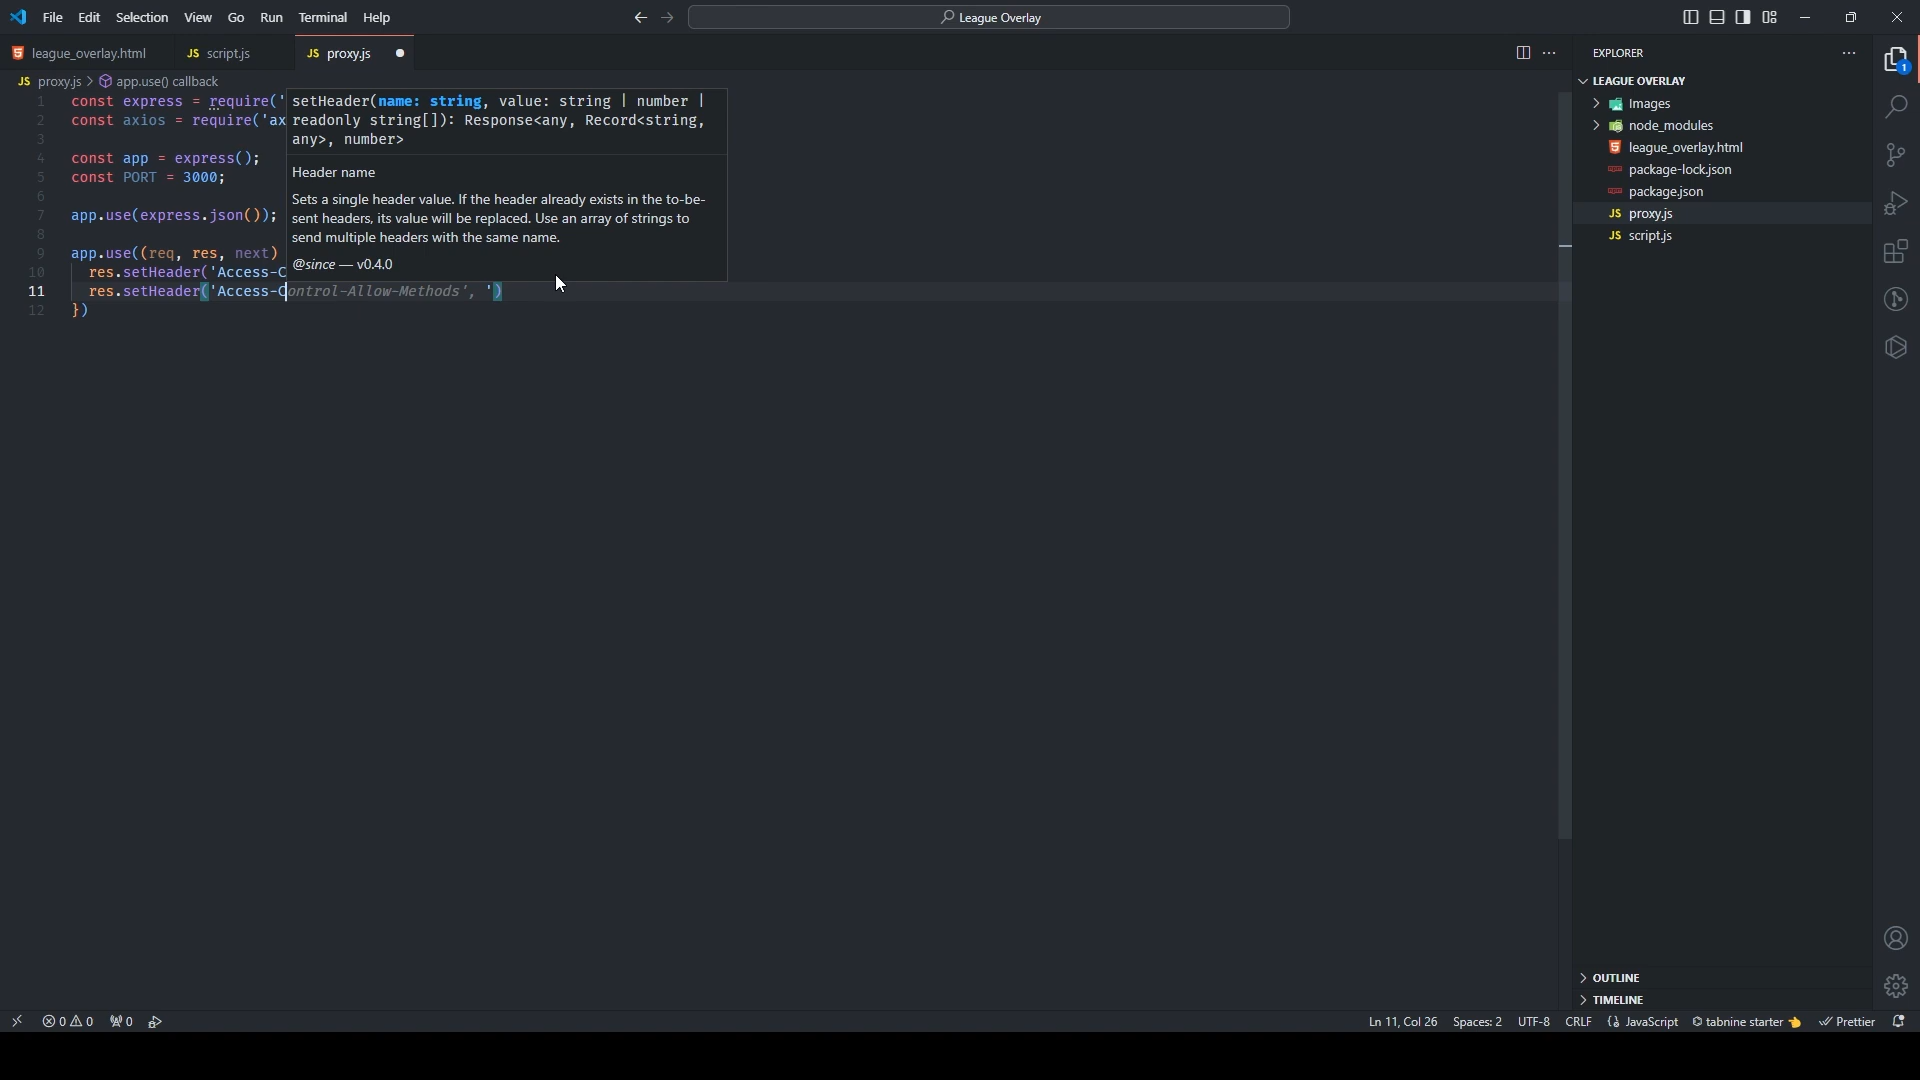 File Edit Selection View Go Run Terminal Help
League Overlay
league_overlay.html
JS script.js
JS proxy.js
JS proxy.js > app.use() callback
1 const express = require('
2 const axios = require('ax
3
4 const app = express();
5 const PORT = 3000;
6
7 app.use(express.json());
8
9 app.use((req, res, next)
10 res.setHeader('Access-C
11 res.setHeader('Access-Control-Allow-Methods', ')
12 })
setHeader(name: string, value: string | number |
readonly string[]): Response<any, Record<string,
any>, number>
Header name
Sets a single header value. If the header already exists in the to-be-
sent headers, its value will be replaced. Use an array of strings to
send multiple headers with the same name.
@since — v0.4.0
EXPLORER
LEAGUE OVERLAY
Images
node_modules
league_overlay.html
package-lock.json
package.json
JS proxy.js
JS script.js
OUTLINE
TIMELINE
1
0 0 0
Ln 11, Col 26 Spaces: 2 UTF-8 CRLF {} JavaScript tabnine starter Prettier